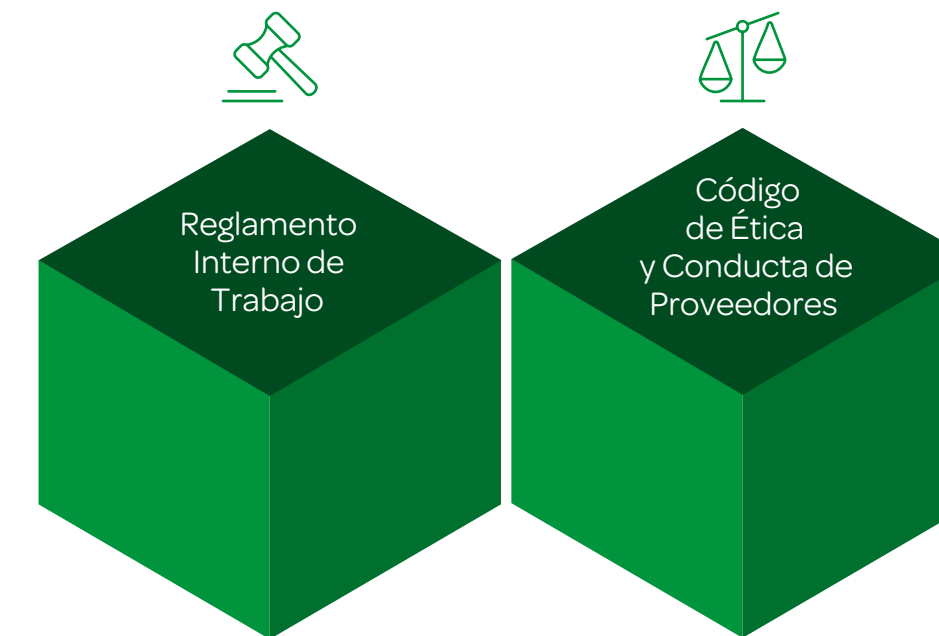 Reglamento
Interno de
Trabajo
Código
de Ética
y Conducta de
Proveedores